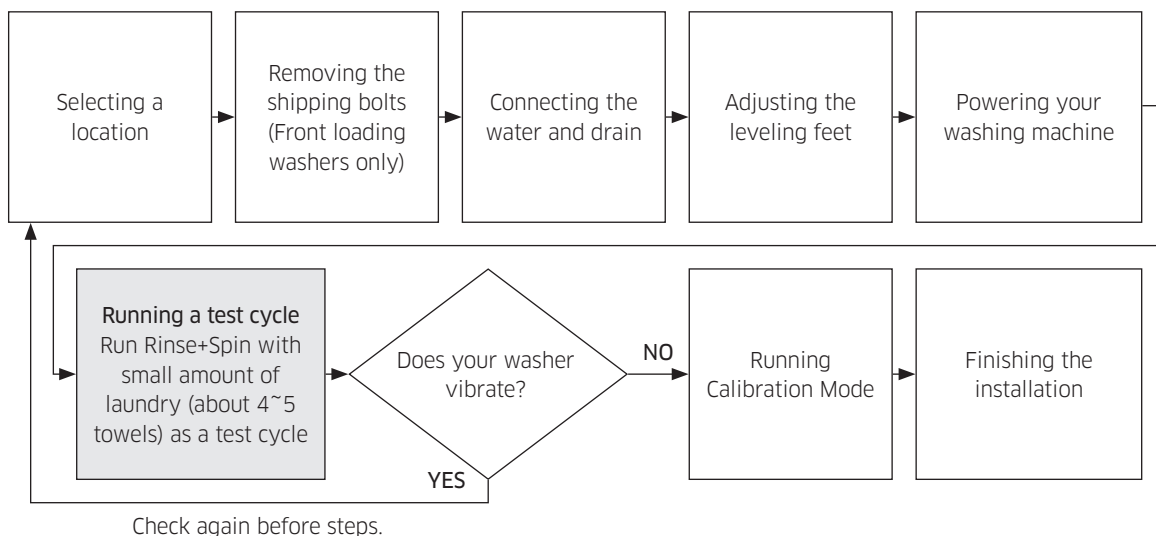 Selecting a
location
Removing the
shipping bolts
(Front loading
washers only)
Connecting the
water and drain
Adjusting the
leveling feet
Powering your
washing machine
Running a test cycle
Run Rinse+Spin with
small amount of
laundry (about 4~5
towels) as a test cycle
Does your washer
vibrate?
NO
YES
Running
Calibration Mode
Finishing the
installation
Check again before steps.